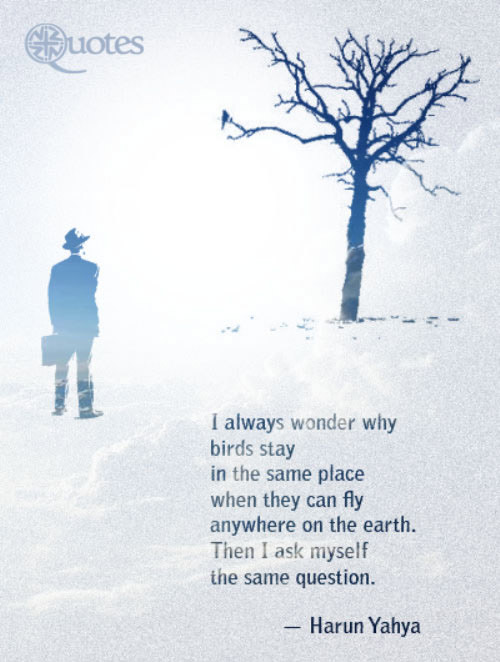 Quotes
I always wonder why
birds stay
in the same place
when they can fly
anywhere on the earth.
Then I ask myself
the same question.
— Harun Yahya